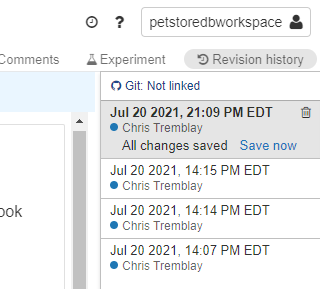 ?
petstoredbworkspace
Comments
Experiment
Revision history
Git: Not linked
Jul 20 2021, 21:09 PM EDT
Chris Tremblay
All changes saved Save now
ook
Jul 20 2021, 14:15 PM EDT
Chris Tremblay
Jul 20 2021, 14:14 PM EDT
Chris Tremblay
Jul 20 2021, 14:07 PM EDT
Chris Tremblay